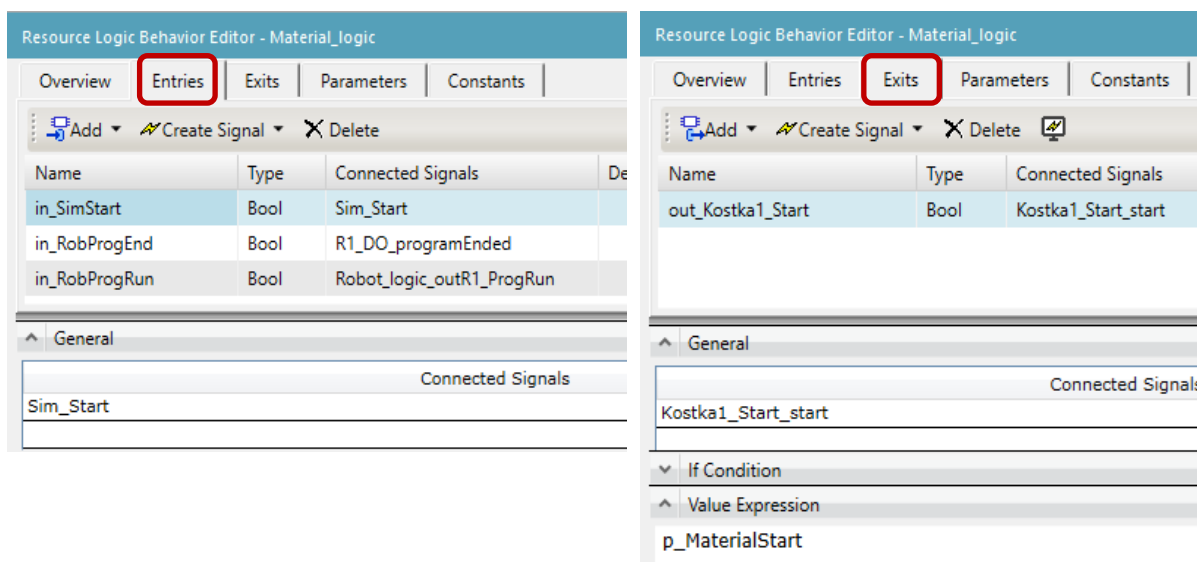 Resource Logic Behavior Editor - Material_logic
Overview Entries Exits Parameters Constants
Add Create Signal Delete
Name Type Connected Signals De
in_SimStart Bool Sim_Start
in_RobProgEnd Bool R1_DO_programEnded
in_RobProgRun Bool Robot_logic_outR1_ProgRun
General
Connected Signals
Sim_Start
Resource Logic Behavior Editor - Material_logic
Overview Entries Exits Parameters Constants
Add Create Signal Delete
Name Type Connected Signals
out_Kostka1_Start Bool Kostka1_Start_start
General
Connected Signals
Kostka1_Start_start
If Condition
Value Expression
p_MaterialStart